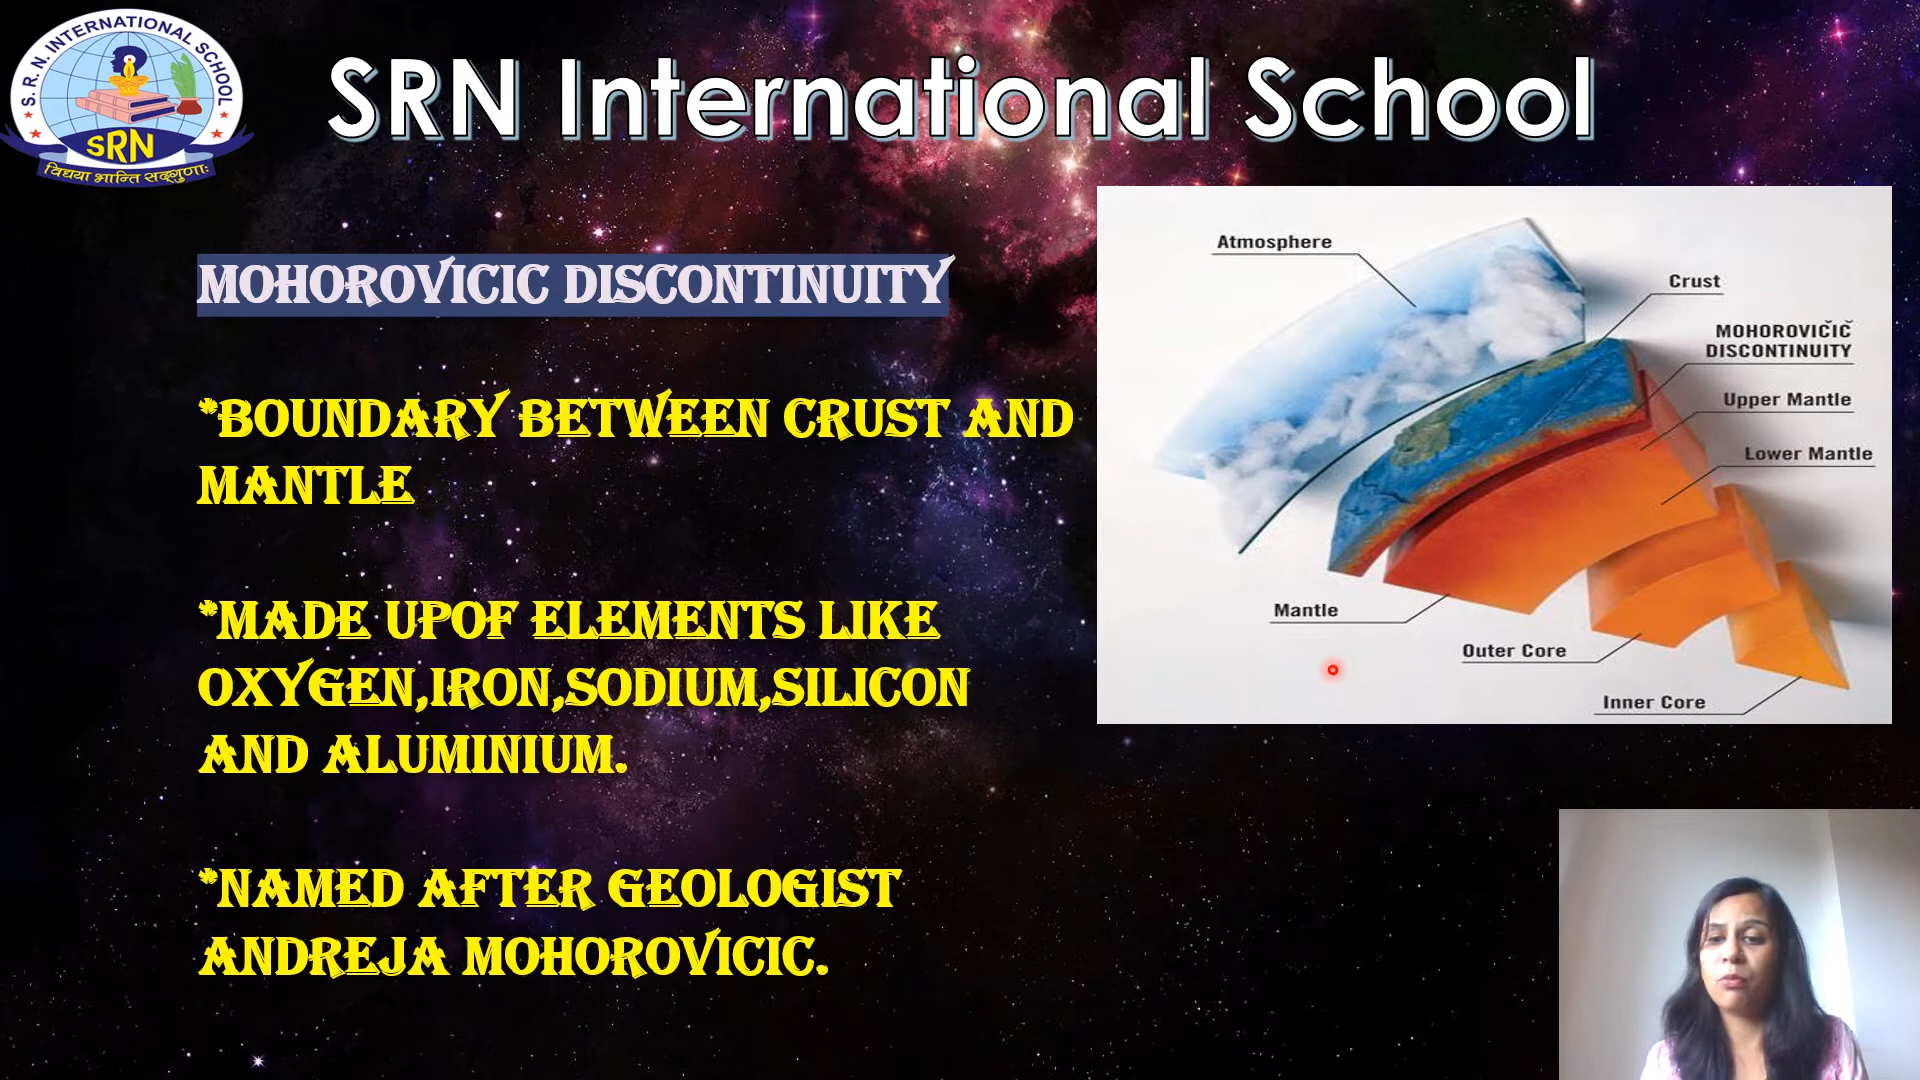 S. R. N. INTERNATIONAL SCHOOL
SRN
विद्यया भान्ति सद्गुणाः
SRN International School
MOHOROVICIC DISCONTINUITY
*BOUNDARY BETWEEN CRUST AND
MANTLE
*MADE UPOF ELEMENTS LIKE
OXYGEN,IRON,SODIUM,SILICON
AND ALUMINIUM.
*NAMED AFTER GEOLOGIST
ANDREJA MOHOROVICIC.
Atmosphere
Crust
MOHOROVIČIČ
DISCONTINUITY
Upper Mantle
Lower Mantle
Mantle
Outer Core
Inner Core